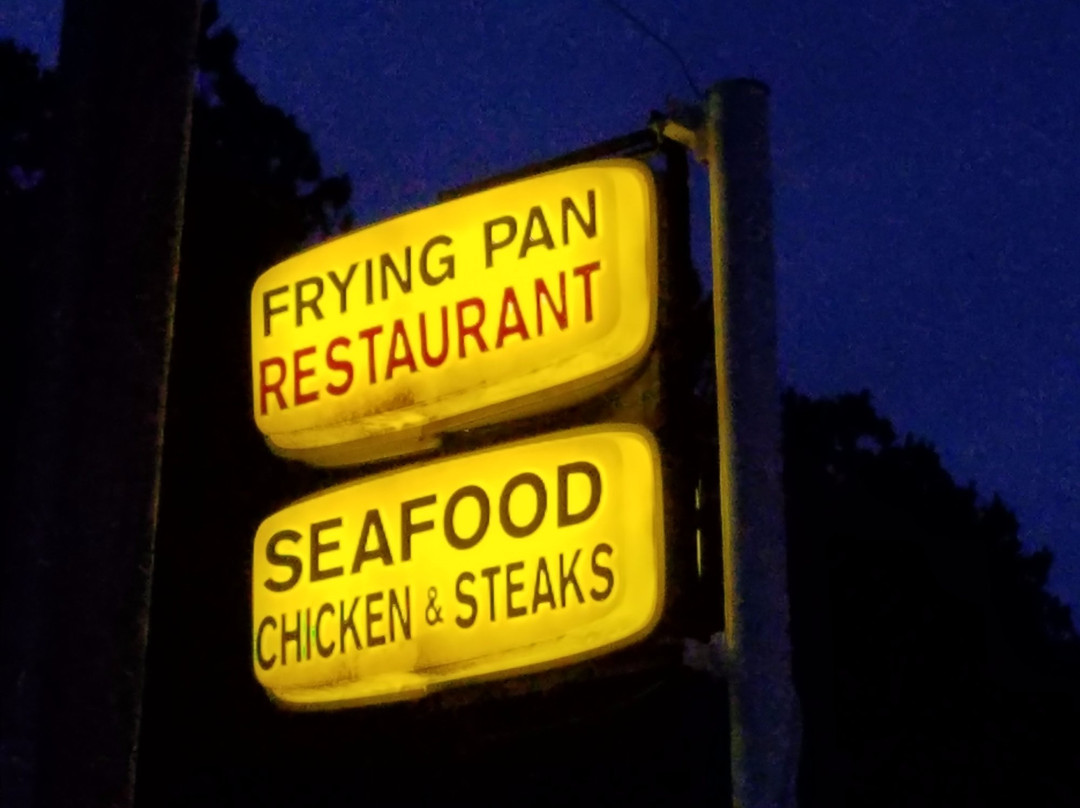 FRYING PAN
RESTAURANT
SEAFOOD
CHICKEN & STEAKS